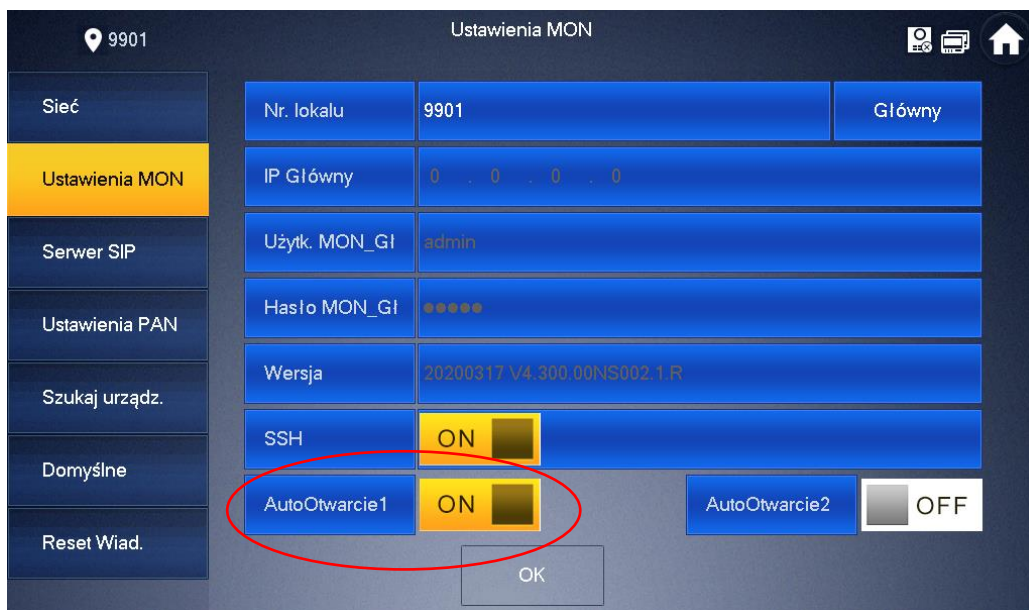 9901
Ustawienia MON
Sieć
Ustawienia MON
Serwer SIP
Ustawienia PAN
Szukaj urządz.
Domyślne
Reset Wiad.
Nr. lokalu 9901 Główny
IP Główny 0 . 0 . 0 . 0
Użytk. MON_Gł admin
Hasło MON_Gł ●●●●●
Wersja 20200317 V4.300.00NS002.1.R
SSH ON
AutoOtwarcie1 ON AutoOtwarcie2 OFF
OK